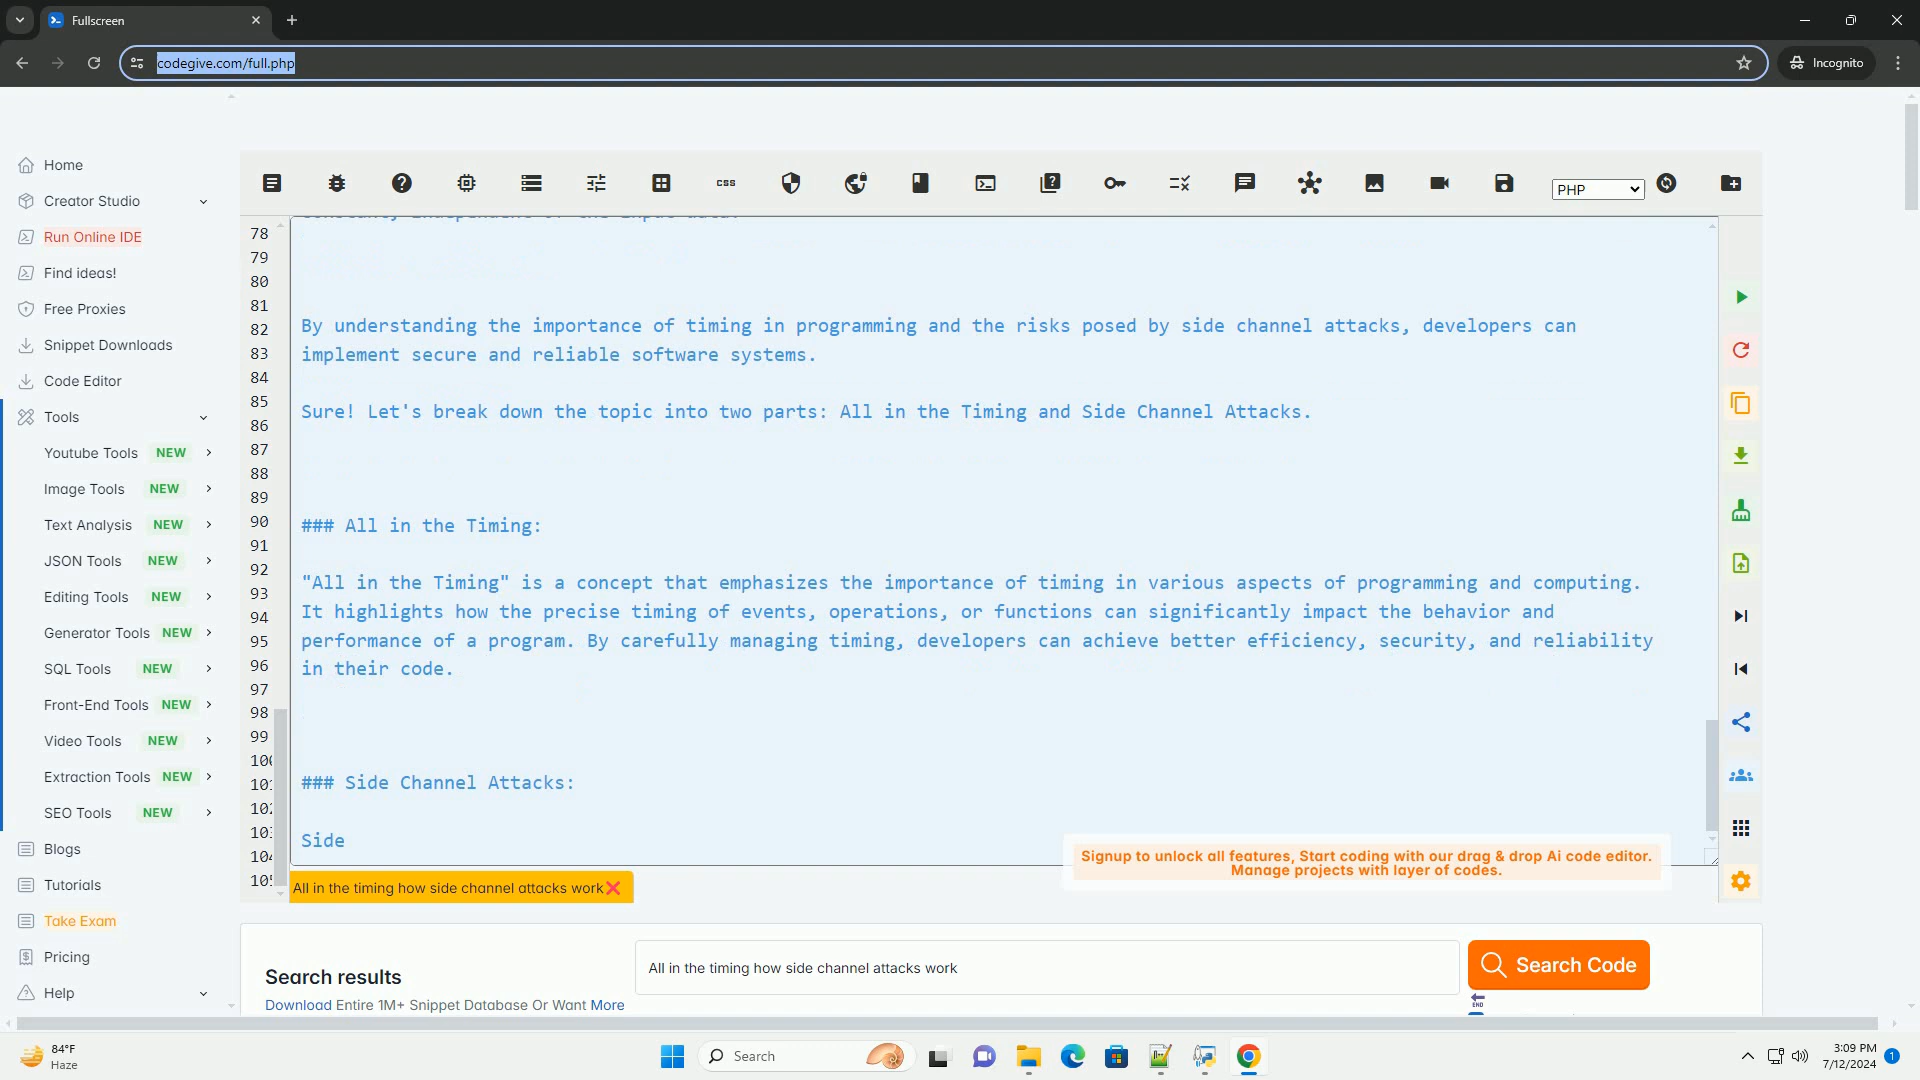 Fullscreen
codegive.com/full.php
Incognito
Home
Creator Studio
Run Online IDE
Find ideas!
Free Proxies
Snippet Downloads
Code Editor
Tools
Youtube Tools NEW
Image Tools NEW
Text Analysis NEW
JSON Tools NEW
Editing Tools NEW
Generator Tools NEW
SQL Tools NEW
Front-End Tools NEW
Video Tools NEW
Extraction Tools NEW
SEO Tools NEW
Blogs
Tutorials
Take Exam
Pricing
Help
css
PHP
78
79
80
81
82
83
84
85
86
87
88
89
90
91
92
93
94
95
96
97
98
99
By understanding the importance of timing in programming and the risks posed by side channel attacks, developers can
implement secure and reliable software systems.
Sure! Let's break down the topic into two parts: All in the Timing and Side Channel Attacks.
### All in the Timing:
"All in the Timing" is a concept that emphasizes the importance of timing in various aspects of programming and computing.
It highlights how the precise timing of events, operations, or functions can significantly impact the behavior and
performance of a program. By carefully managing timing, developers can achieve better efficiency, security, and reliability
in their code.
### Side Channel Attacks:
Side
Signup to unlock all features, Start coding with our drag & drop Ai code editor.
Manage projects with layer of codes.
All in the timing how side channel attacks work
Search results
Download Entire 1M+ Snippet Database Or Want More
All in the timing how side channel attacks work
Search Code
END
84°F
Haze
Search
3:09 PM
7/12/2024
1